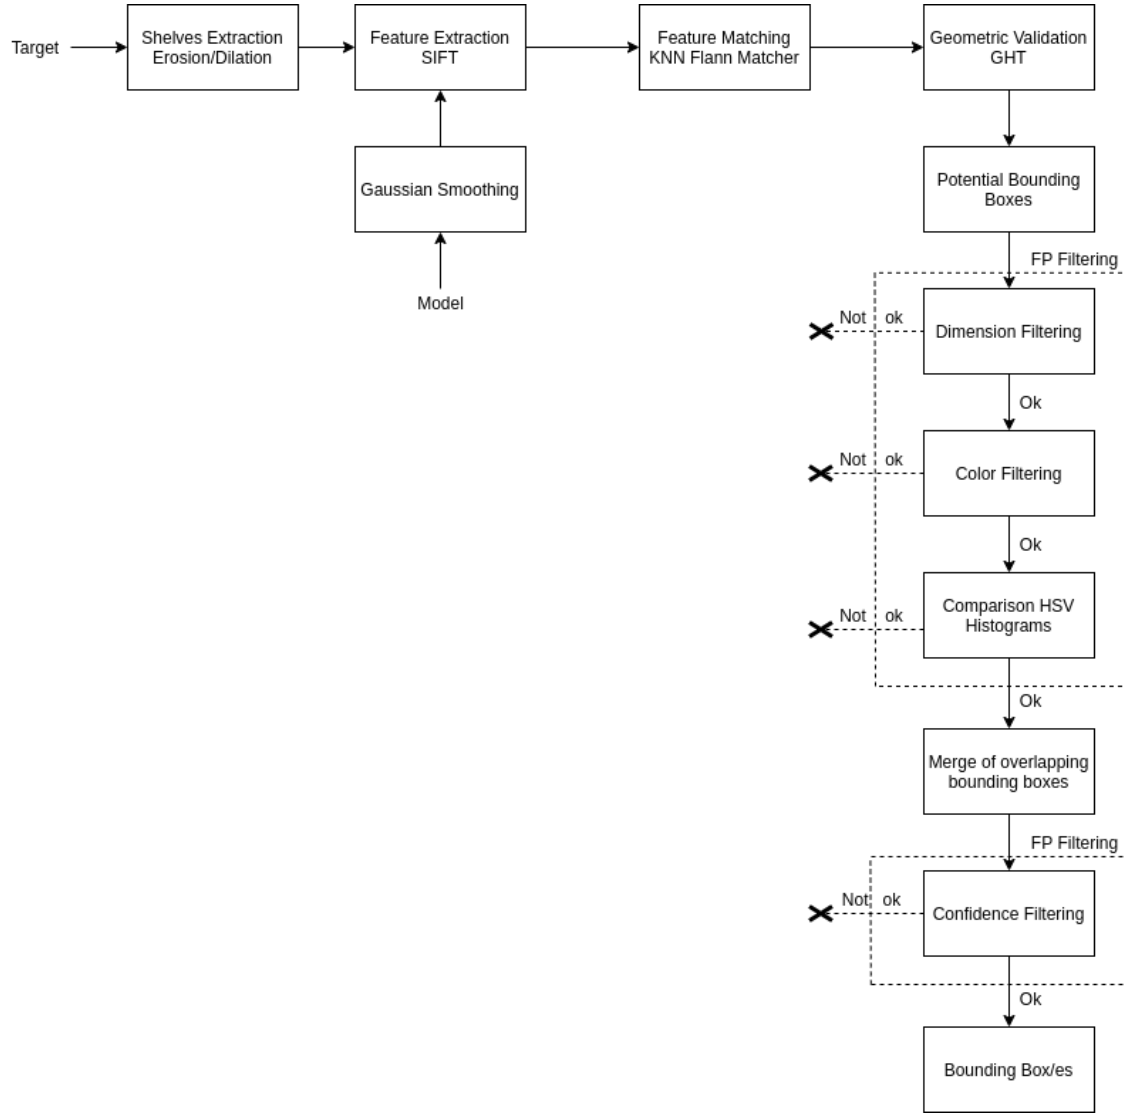 Target
Shelves Extraction
Erosion/Dilation
Feature Extraction
SIFT
Feature Matching
KNN Flann Matcher
Geometric Validation
GHT
Gaussian Smoothing
Model
Potential Bounding
Boxes
FP Filtering
Not ok
Dimension Filtering
Ok
Not ok
Color Filtering
Ok
Not ok
Comparison HSV
Histograms
Ok
Merge of overlapping
bounding boxes
FP Filtering
Not ok
Confidence Filtering
Ok
Bounding Box/es